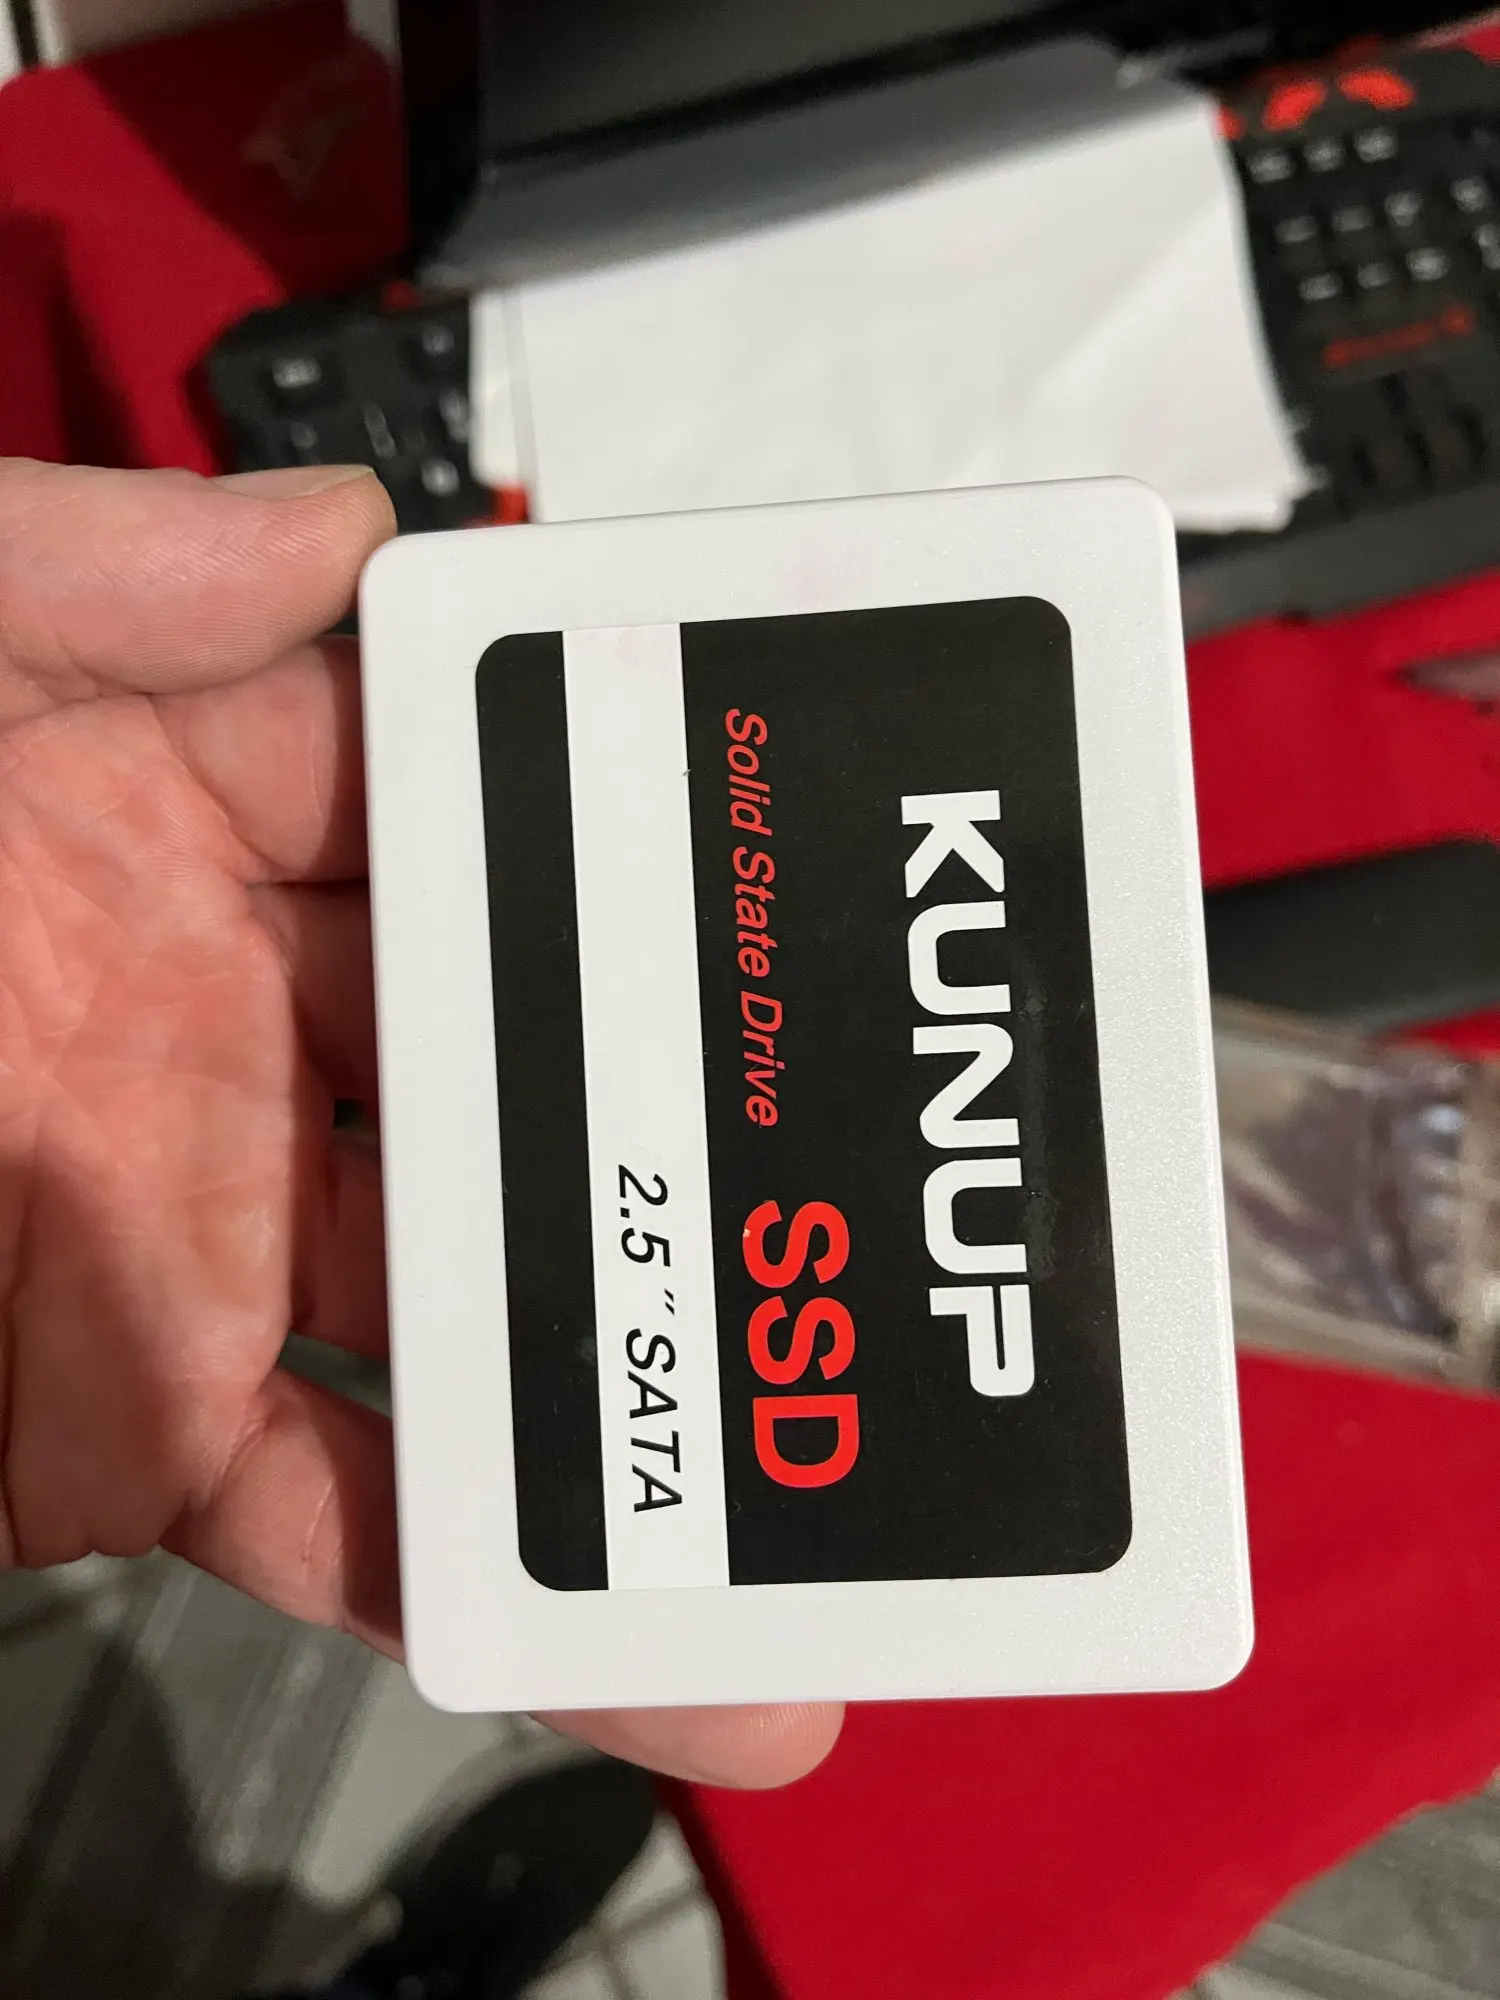 KUNUP
Solid State Drive SSD
2.5" SATA